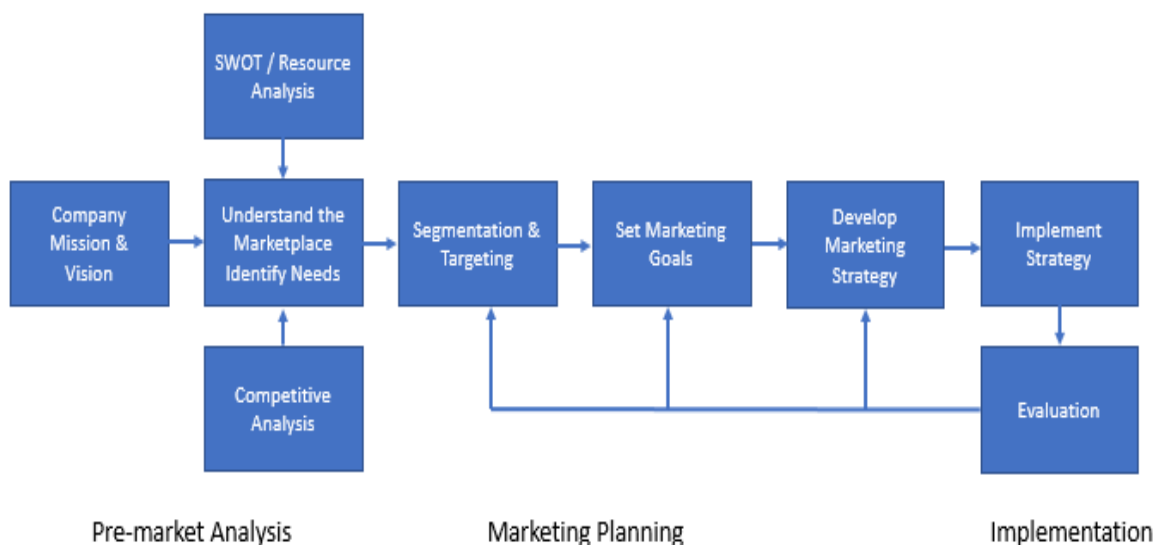 SWOT / Resource
Analysis
Company
Mission &
Vision
Understand the
Marketplace
Identify Needs
Segmentation &
Targeting
Set Marketing
Goals
Develop
Marketing
Strategy
Implement
Strategy
Competitive
Analysis
Evaluation
Pre-market Analysis
Marketing Planning
Implementation